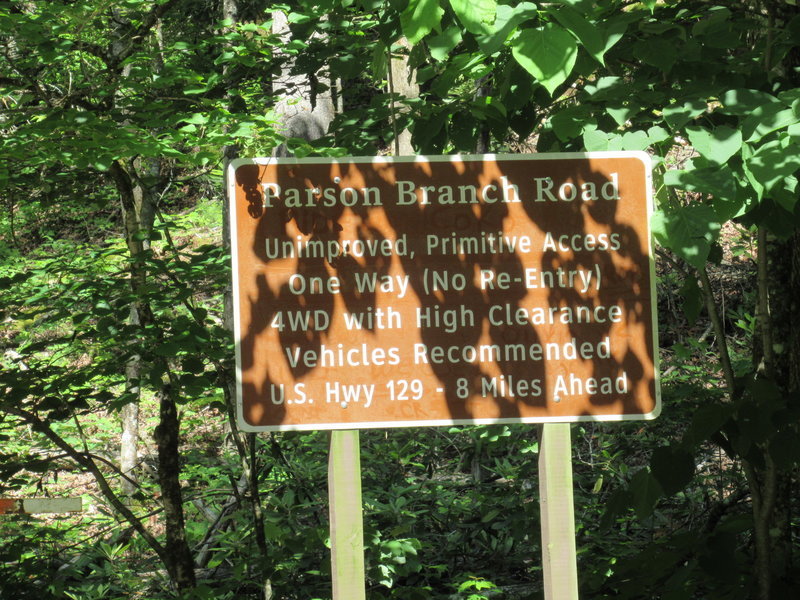 Parson Branch Road
Unimproved, Primitive Access
One Way (No Re-Entry)
4WD with High Clearance
Vehicles Recommended
U.S. Hwy 129 - 8 Miles Ahead